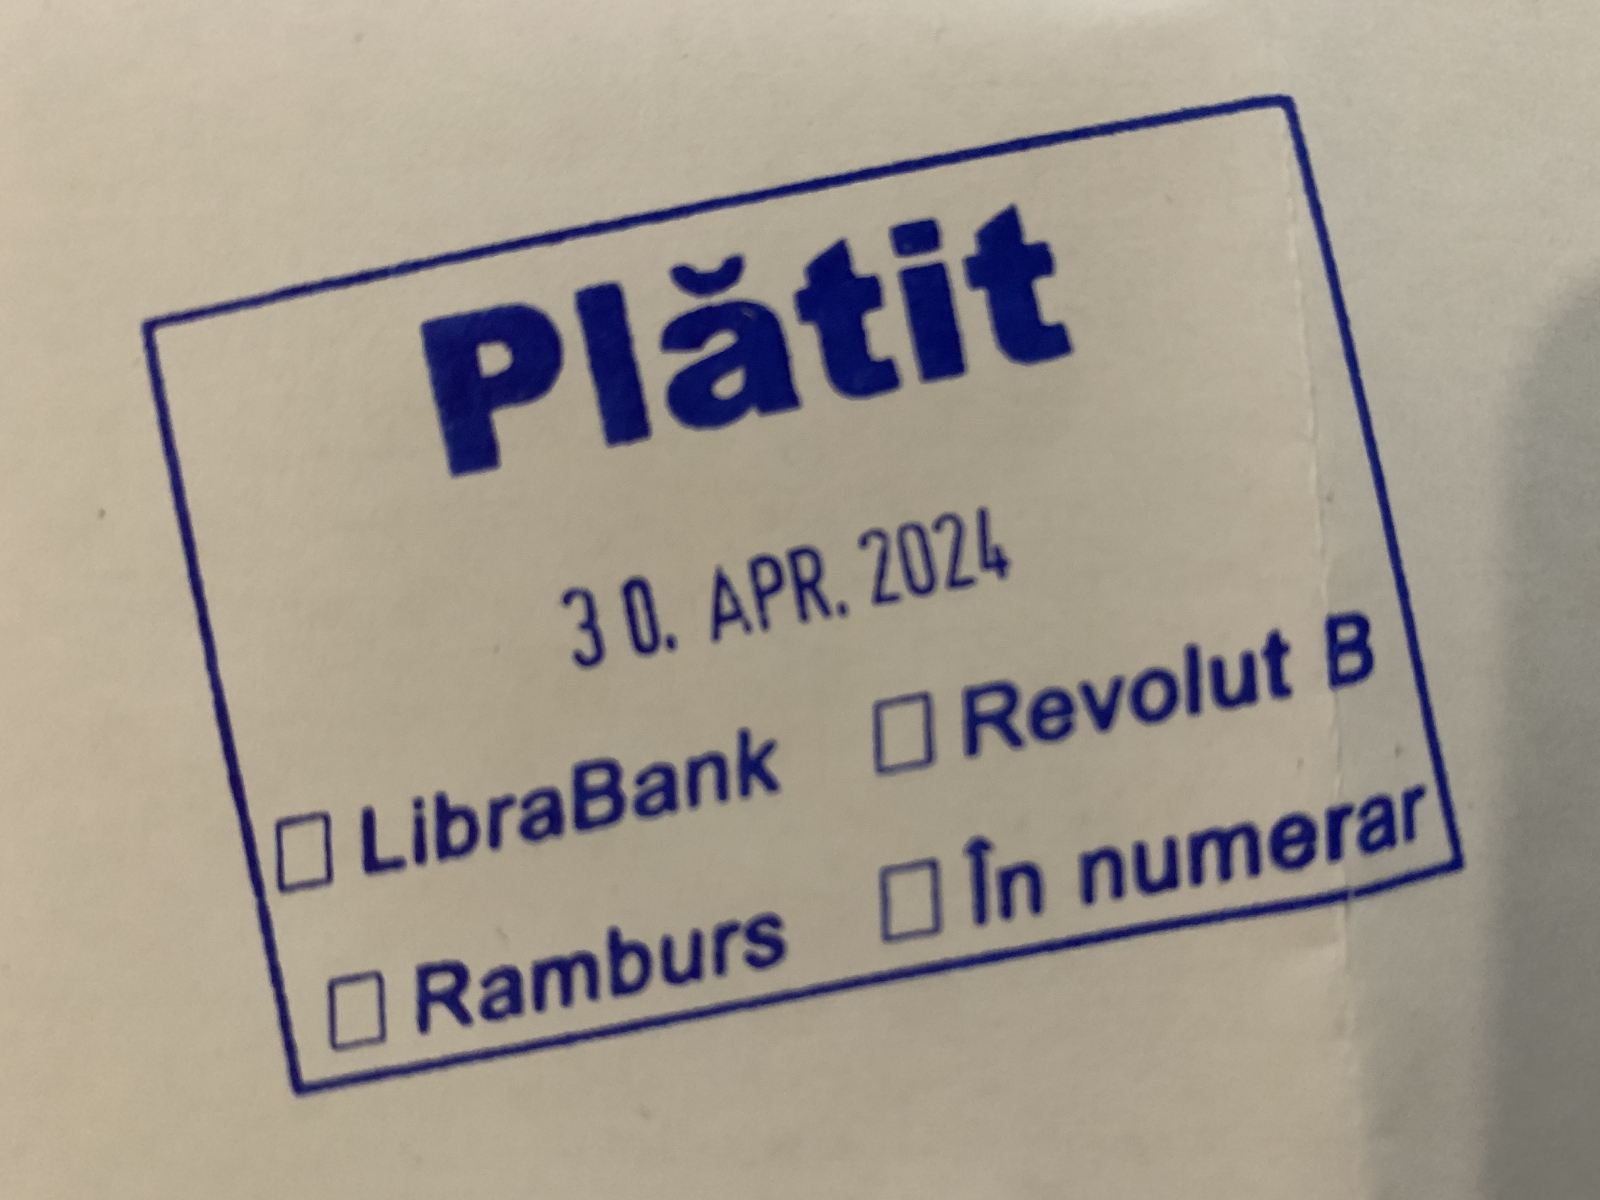 Plătit
30. APR. 2024
☐ LibraBank ☐ Revolut B
☐ Ramburs ☐ În numerar